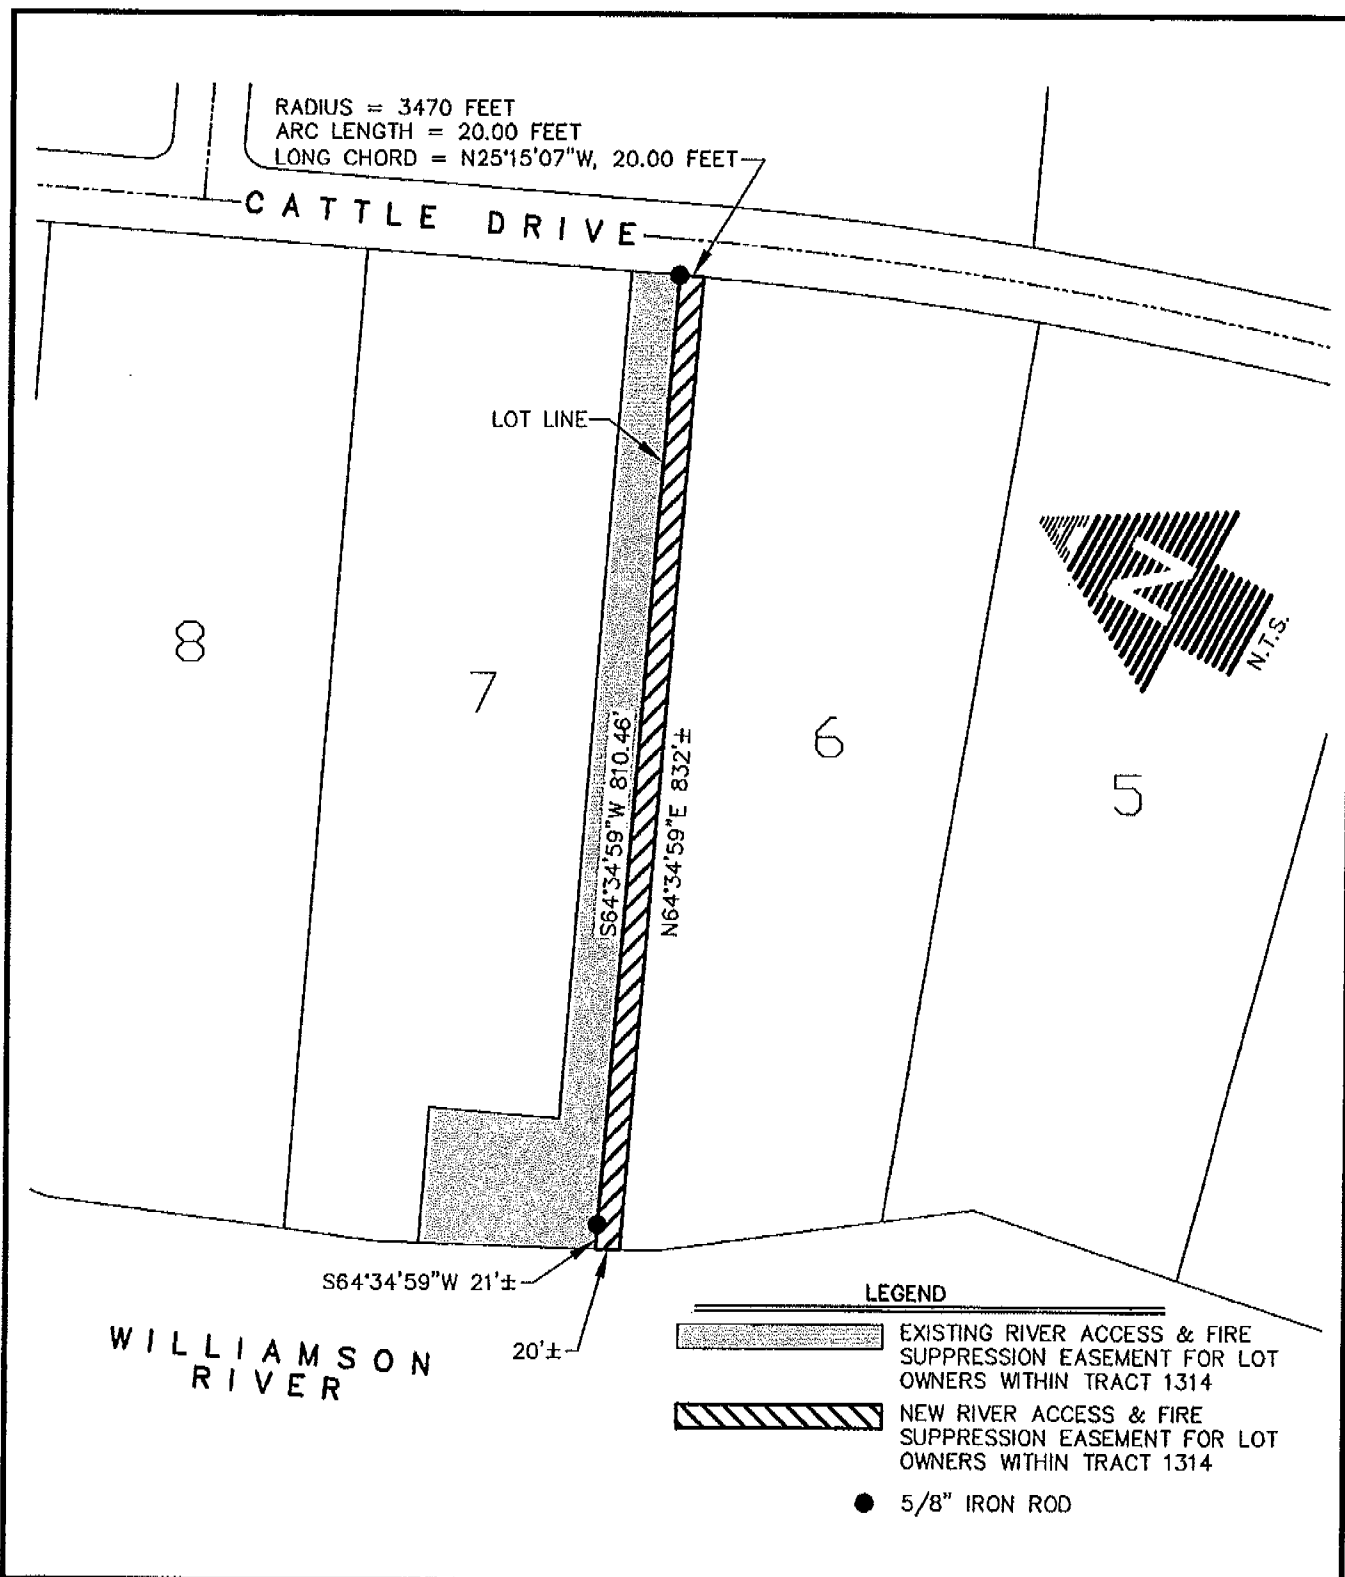 RADIUS = 3470 FEET
ARC LENGTH = 20.00 FEET
LONG CHORD = N25°15'07"W, 20.00 FEET
CATTLE DRIVE
LOT LINE
N
N.T.S.
8
7
6
5
S64°34'59"W 810.46'
N64°34'59"E 832'±
S64°34'59"W 21'±
20'±
WILLIAMSON
RIVER
LEGEND
EXISTING RIVER ACCESS & FIRE
SUPPRESSION EASEMENT FOR LOT
OWNERS WITHIN TRACT 1314
NEW RIVER ACCESS & FIRE
SUPPRESSION EASEMENT FOR LOT
OWNERS WITHIN TRACT 1314
5/8" IRON ROD